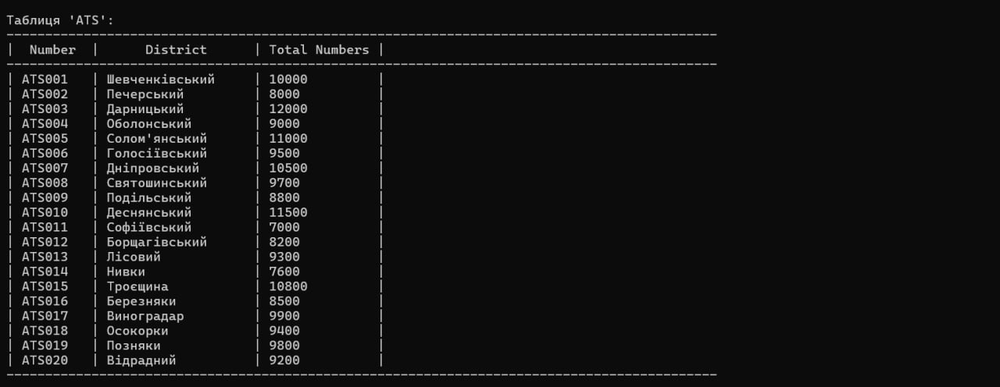 Таблиця 'ATS':
---------------------------------------------------------------------------------------------
|  Number  |      District      | Total Numbers |
---------------------------------------------------------------------------------------------
| ATS001   | Шевченківський     | 10000         |
| ATS002   | Печерський         | 8000          |
| ATS003   | Дарницький         | 12000         |
| ATS004   | Оболонський        | 9000          |
| ATS005   | Солом'янський      | 11000         |
| ATS006   | Голосіївський      | 9500          |
| ATS007   | Дніпровський       | 10500         |
| ATS008   | Святошинський      | 9700          |
| ATS009   | Подільський        | 8800          |
| ATS010   | Деснянський        | 11500         |
| ATS011   | Софіївський        | 7000          |
| ATS012   | Борщагівський      | 8200          |
| ATS013   | Лісовий            | 9300          |
| ATS014   | Нивки              | 7600          |
| ATS015   | Троєщина           | 10800         |
| ATS016   | Березняки          | 8500          |
| ATS017   | Виноградар         | 9900          |
| ATS018   | Осокорки           | 9400          |
| ATS019   | Позняки            | 9800          |
| ATS020   | Відрадний          | 9200          |
---------------------------------------------------------------------------------------------